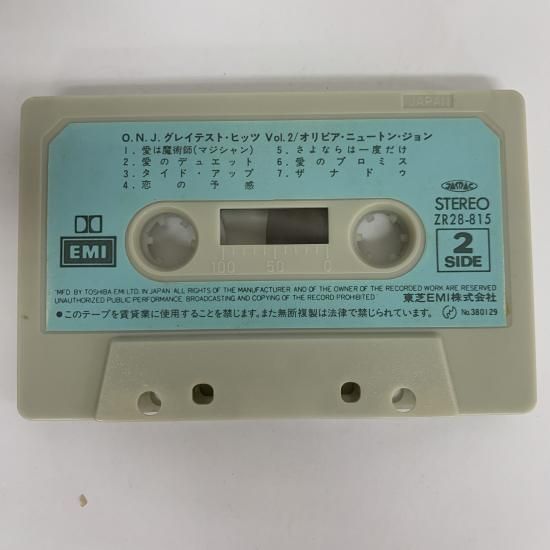 JAPAN
O.N.J. グレイテスト・ヒッツ Vol.2/オリビア・ニュートン・ジョン
1. 愛は魔術師(マジシャン) 5. さよならは一度だけ
2. 愛のデュエット 6. 愛のプロミス
3. タイド・アップ 7. ザナドゥ
4. 恋の予感
JASRAC
STEREO
ZR28-815
2
SIDE
EMI
100 50 0
*MFD BY TOSHIBA EMI LTD. IN JAPAN ALL RIGHTS OF THE MANUFACTURER AND OF THE OWNER OF THE RECORDED WORK ARE RESERVED
UNAUTHORIZED PUBLIC PERFORMANCE BROADCASTING AND COPYING OF THE RECORD PROHIBITED 東芝EMI株式会社
●このテープを賃貸業に使用することを禁じます。また無断複製は法律で禁じられています。 No.380129